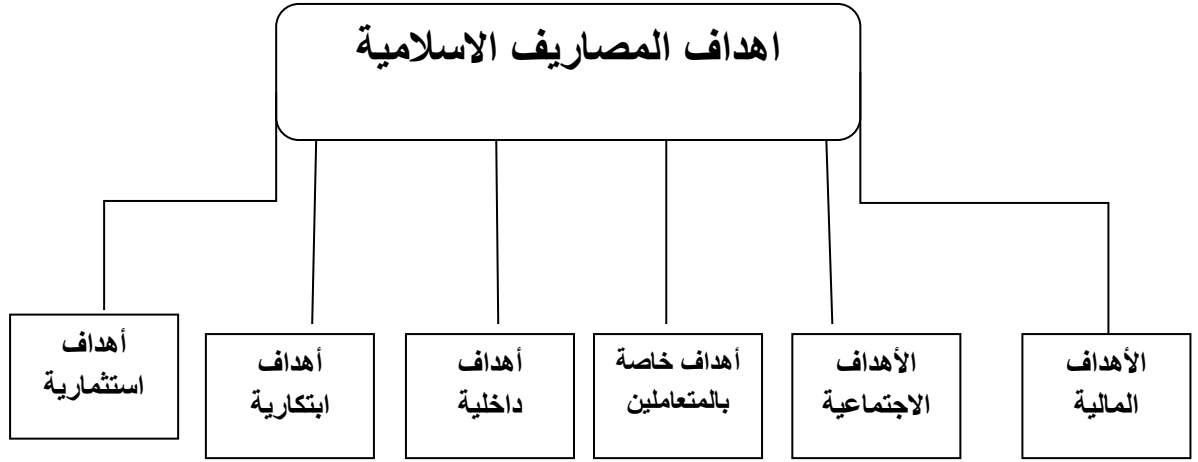 اهداف المصاريف الاسلامية
الأهداف
المالية
الأهداف
الاجتماعية
أهداف خاصة
بالمتعاملين
أهداف
داخلية
أهداف
ابتكارية
أهداف
استثمارية